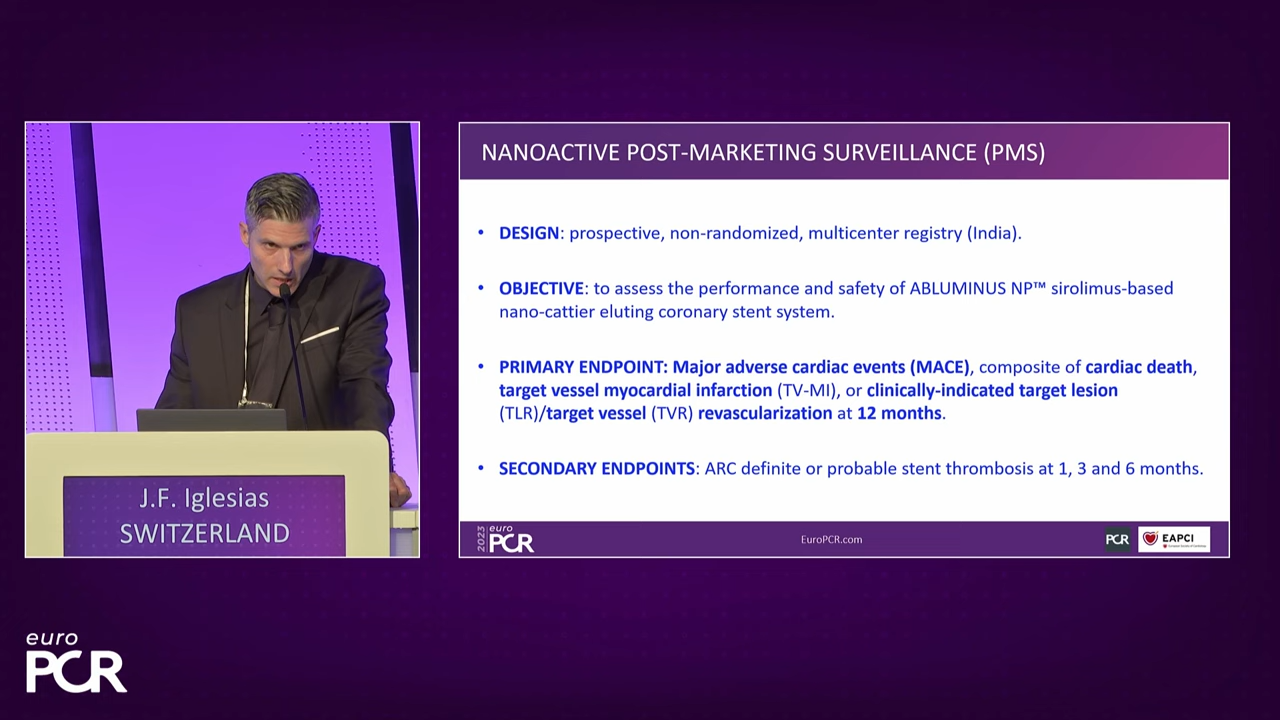 NANOACTIVE POST-MARKETING SURVEILLANCE (PMS)
• DESIGN: prospective, non-randomized, multicenter registry (India).
• OBJECTIVE: to assess the performance and safety of ABLUMINUS NP™ sirolimus-based
nano-cattier eluting coronary stent system.
• PRIMARY ENDPOINT: Major adverse cardiac events (MACE), composite of cardiac death,
target vessel myocardial infarction (TV-MI), or clinically-indicated target lesion
(TLR)/target vessel (TVR) revascularization at 12 months.
• SECONDARY ENDPOINTS: ARC definite or probable stent thrombosis at 1, 3 and 6 months.
2023 euro
PCR
EuroPCR.com
PCR
EAPCI
J.F. Iglesias
SWITZERLAND
euro
PCR